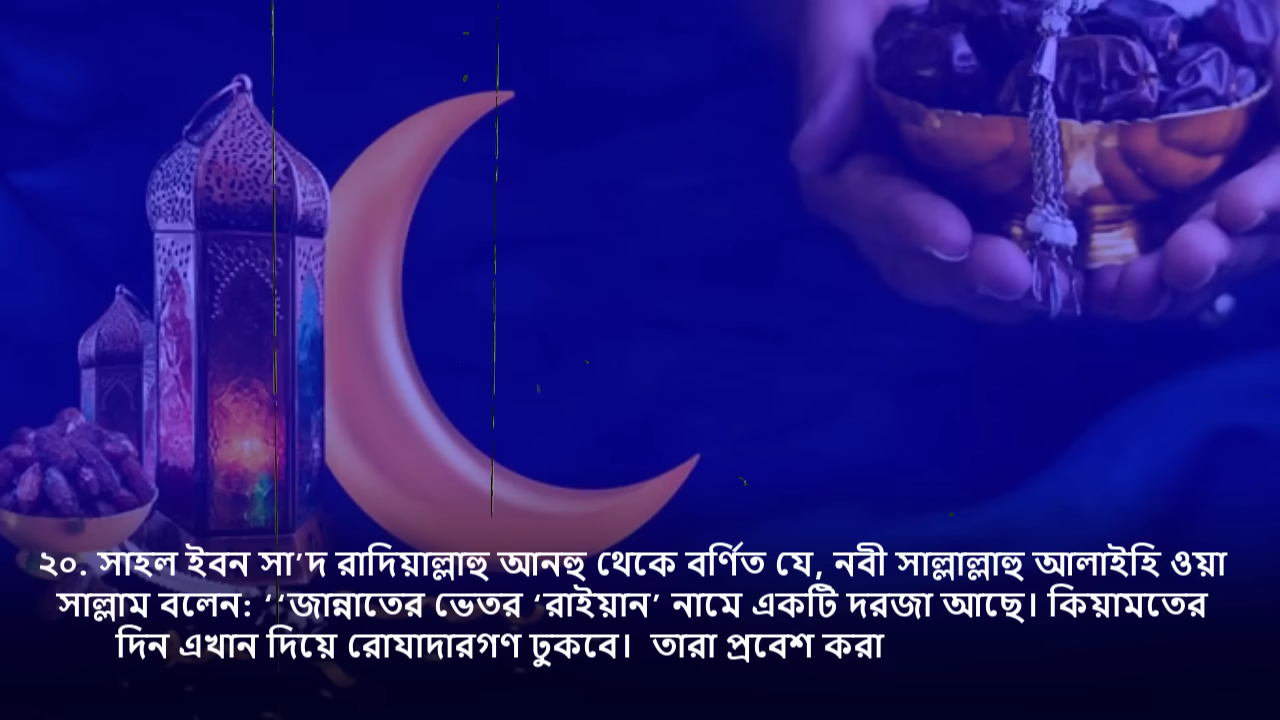 ২০. সাহল ইবন সা’দ রাদিয়াল্লাহু আনহু থেকে বর্ণিত যে, নবী সাল্লাল্লাহু আলাইহি ওয়া
সাল্লাম বলেন: ‘‘জান্নাতের ভেতর ‘রাইয়ান’ নামে একটি দরজা আছে। কিয়ামতের
দিন এখান দিয়ে রোযাদারগণ ঢুকবে। তারা প্রবেশ করা